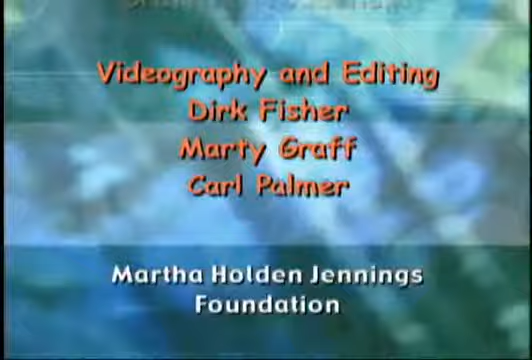 Videography and Editing
Dirk Fisher
Marty Graff
Carl Palmer
Martha Holden Jennings
Foundation